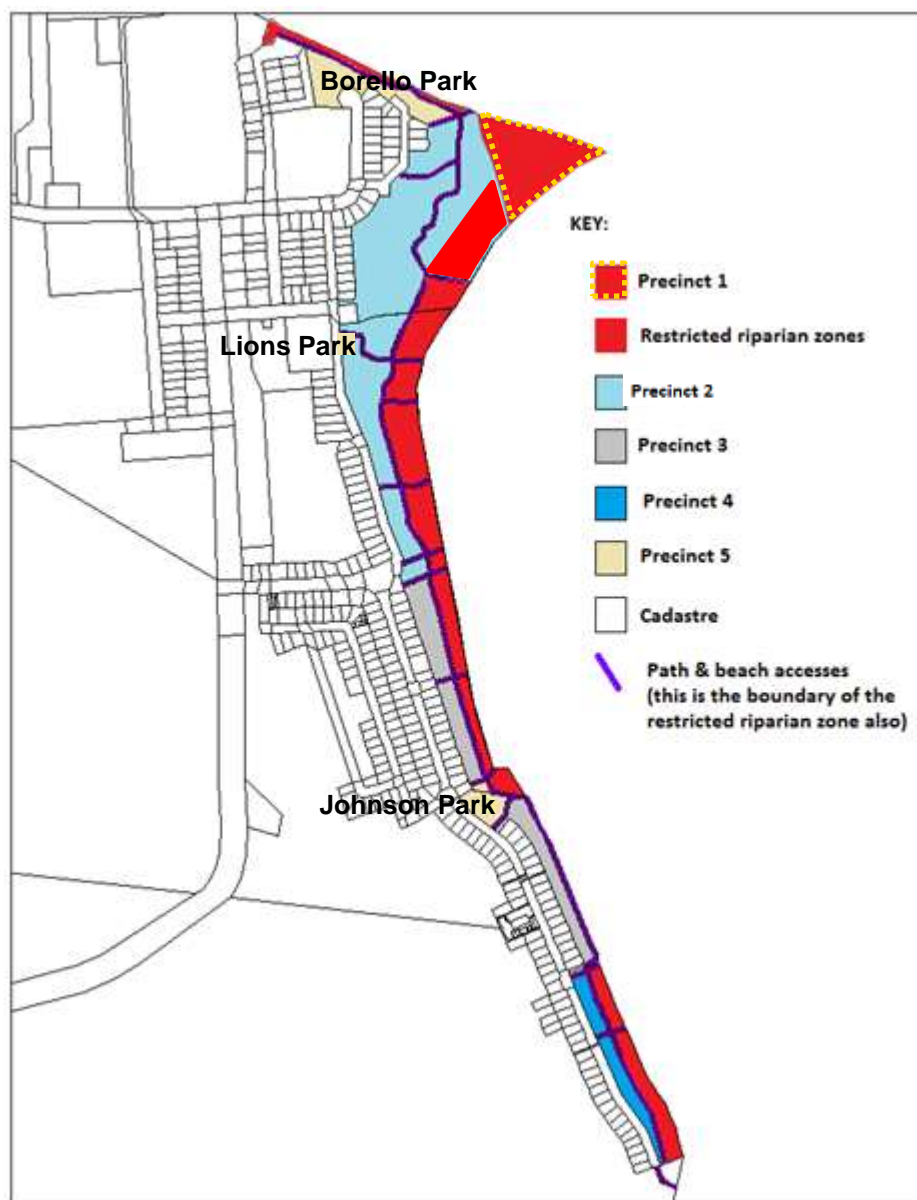 Borello Park
KEY:
Precinct 1
Restricted riparian zones
Lions Park
Precinct 2
Precinct 3
Precinct 4
Precinct 5
Cadastre
Path & beach accesses
(this is the boundary of the
restricted riparian zone also)
Johnson Park